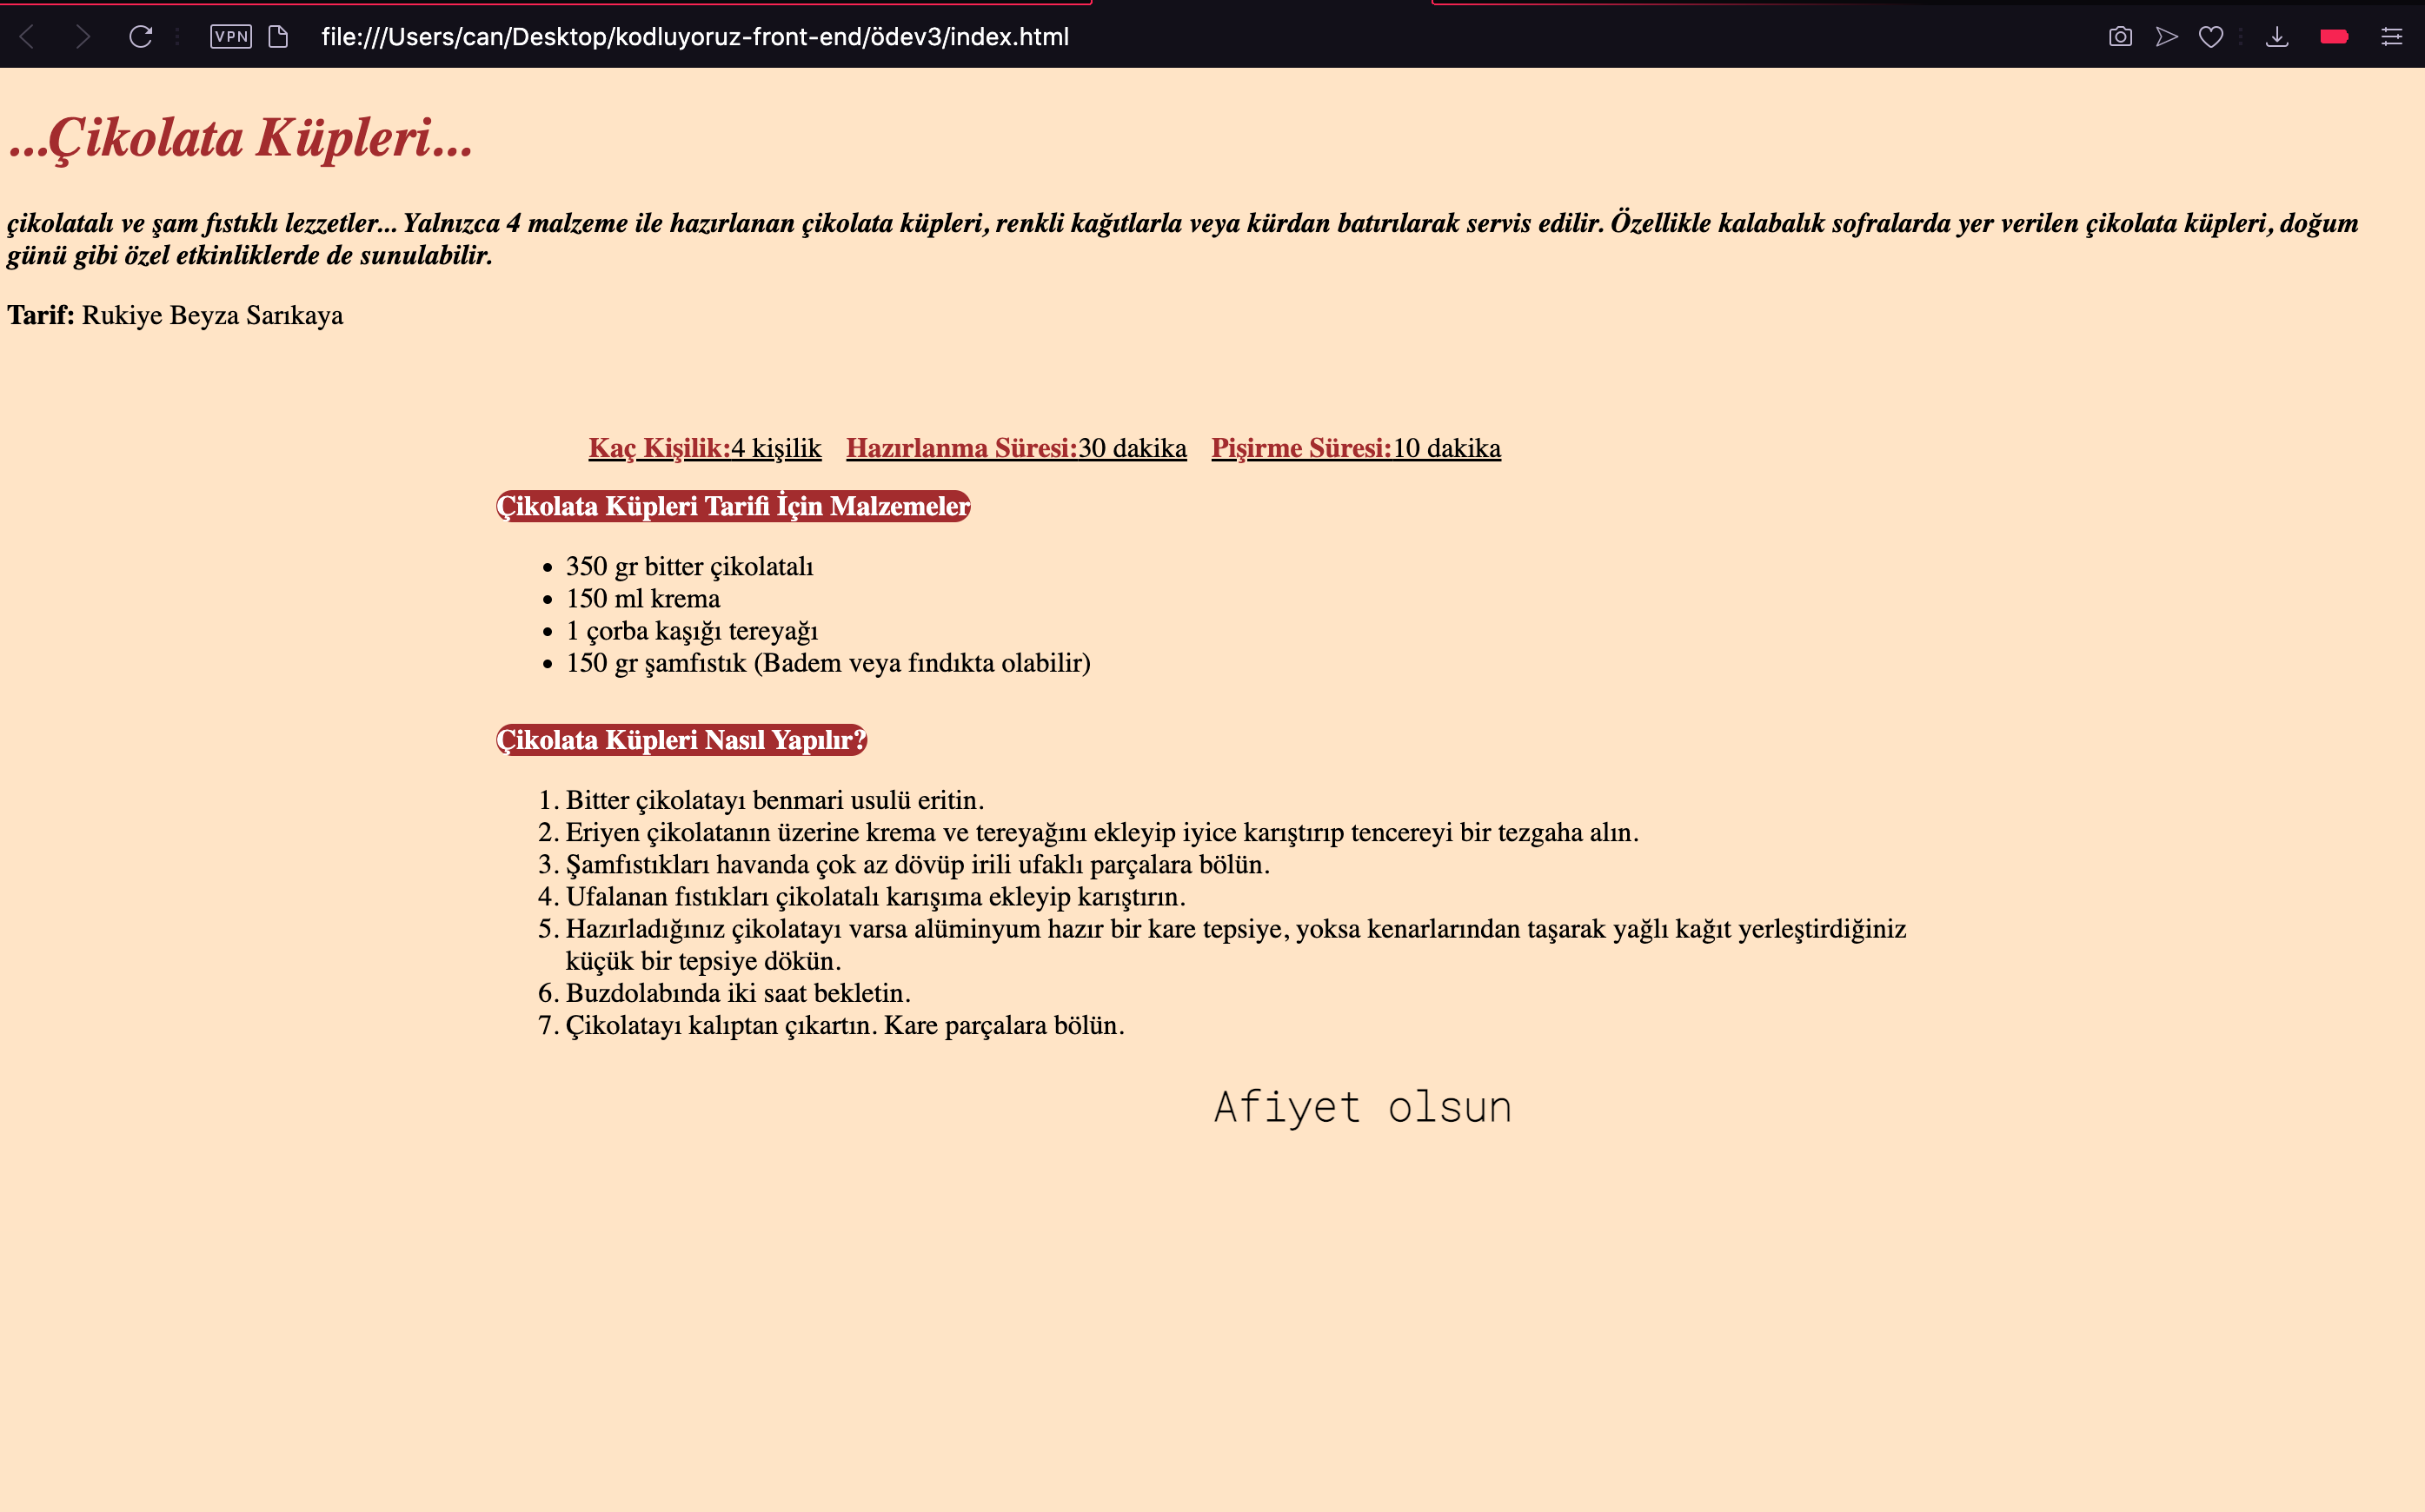 VPN file:///Users/can/Desktop/kodluyoruz-front-end/ödev3/index.html
...Çikolata Küpleri...
çikolatalı ve şam fıstıklı lezzetler... Yalnızca 4 malzeme ile hazırlanan çikolata küpleri, renkli kağıtlarla veya kürdan batırılarak servis edilir. Özellikle kalabalık sofralarda yer verilen çikolata küpleri, doğum
günü gibi özel etkinliklerde de sunulabilir.
Tarif: Rukiye Beyza Sarıkaya
Kaç Kişilik:4 kişilik Hazırlanma Süresi:30 dakika Pişirme Süresi:10 dakika
Çikolata Küpleri Tarifi İçin Malzemeler
• 350 gr bitter çikolatalı
• 150 ml krema
• 1 çorba kaşığı tereyağı
• 150 gr şamfıstık (Badem veya fındıkta olabilir)
Çikolata Küpleri Nasıl Yapılır?
1. Bitter çikolatayı benmari usulü eritin.
2. Eriyen çikolatanın üzerine krema ve tereyağını ekleyip iyice karıştırıp tencereyi bir tezgaha alın.
3. Şamfıstıkları havanda çok az dövüp irili ufaklı parçalara bölün.
4. Ufalanan fıstıkları çikolatalı karışıma ekleyip karıştırın.
5. Hazırladığınız çikolatayı varsa alüminyum hazır bir kare tepsiye, yoksa kenarlarından taşarak yağlı kağıt yerleştirdiğiniz
küçük bir tepsiye dökün.
6. Buzdolabında iki saat bekletin.
7. Çikolatayı kalıptan çıkartın. Kare parçalara bölün.
Afiyet olsun